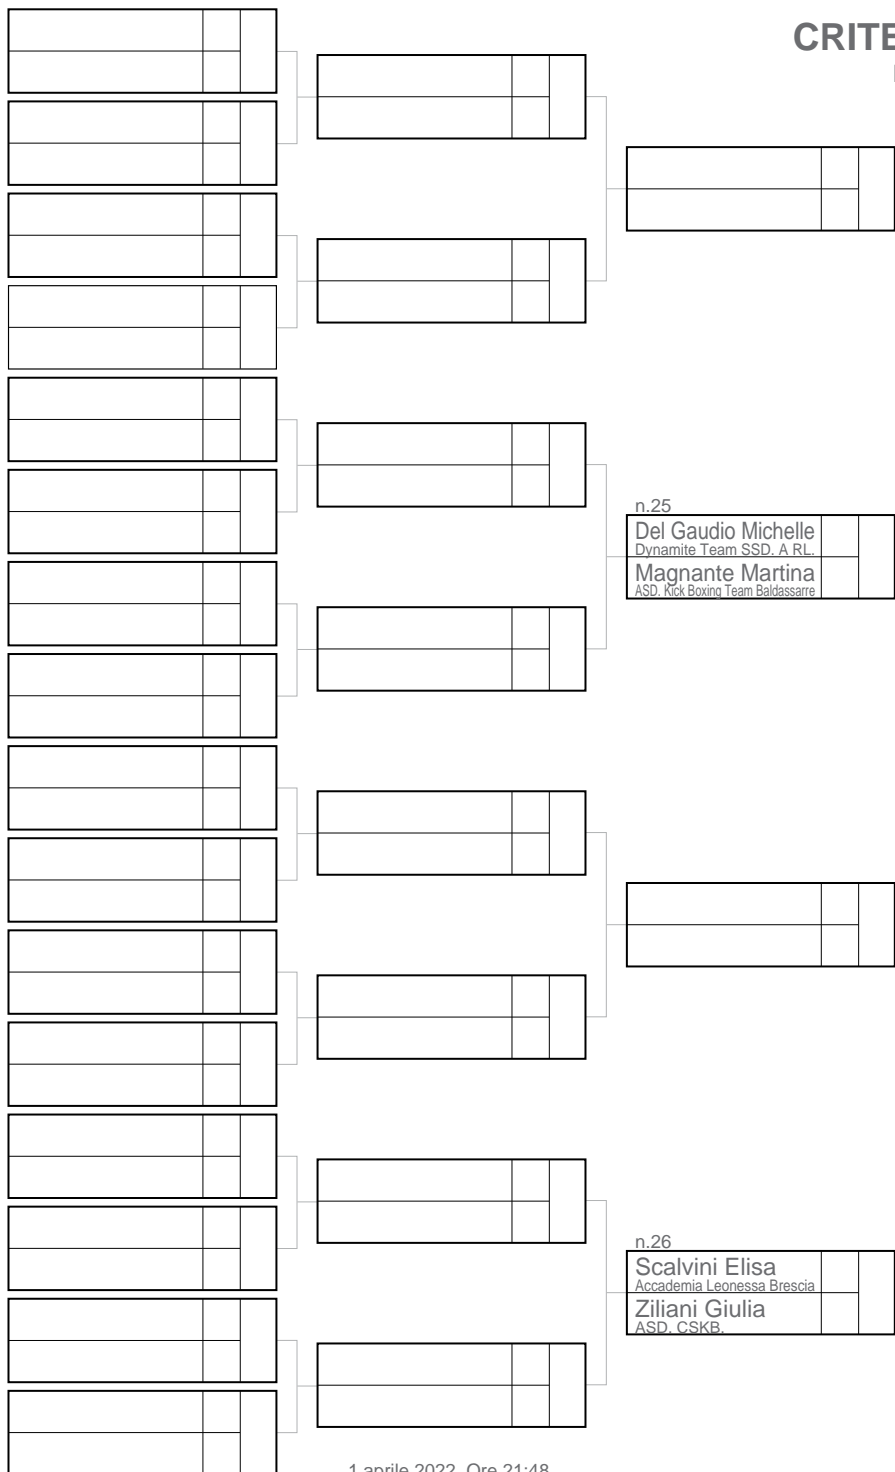 CRITE
n.25
Del Gaudio Michelle
Dynamite Team SSD. A RL.
Magnante Martina
ASD. Kick Boxing Team Baldassarre
n.26
Scalvini Elisa
Accademia Leonessa Brescia
Ziliani Giulia
ASD. CSKB.
1 aprile 2022 Ore 21:48